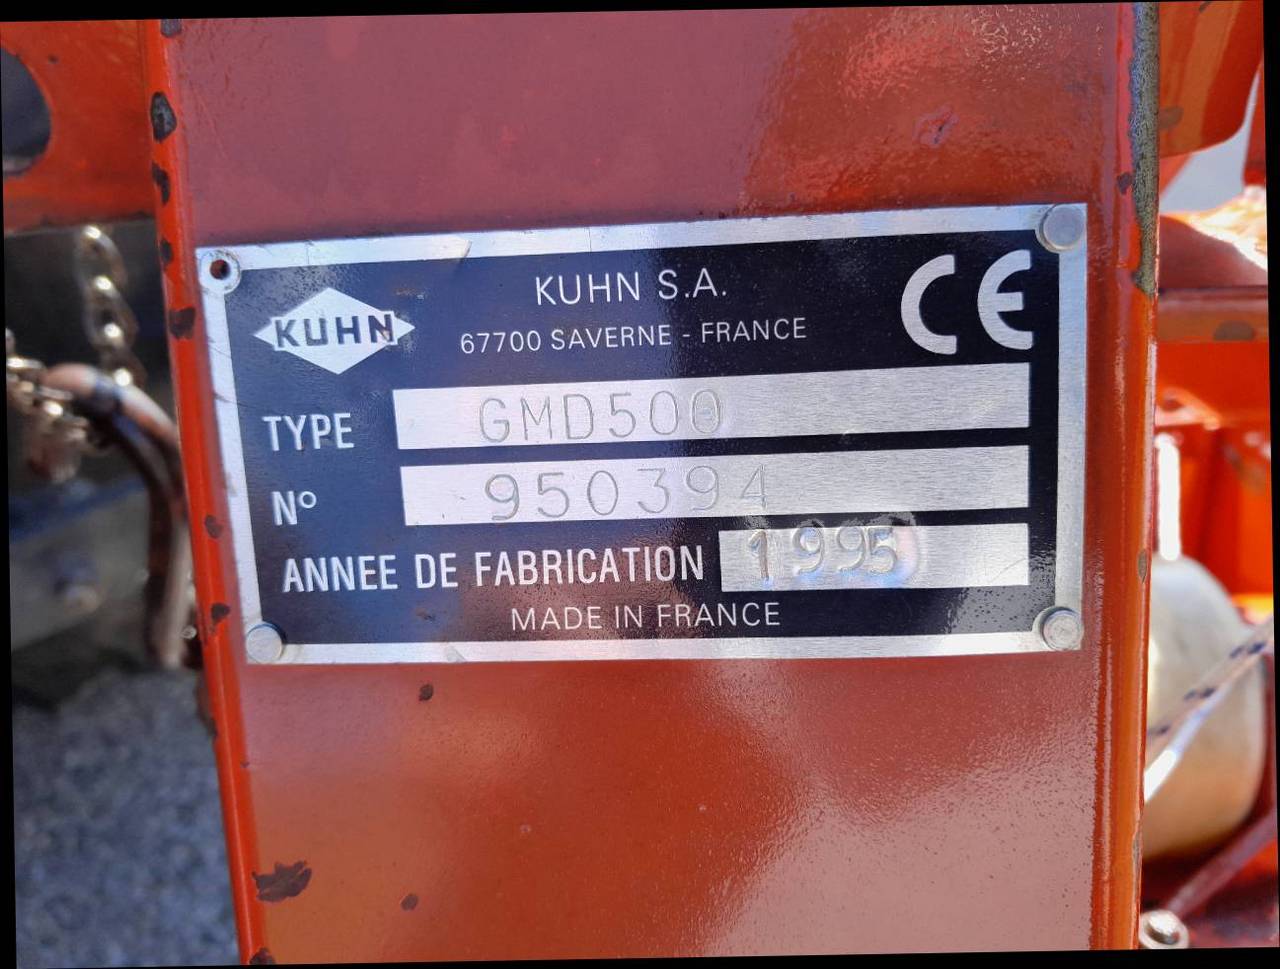 KUHN
KUHN S.A.
67700 SAVERNE - FRANCE
CE
TYPE GMD500
N° 950394
ANNEE DE FABRICATION 1995
MADE IN FRANCE